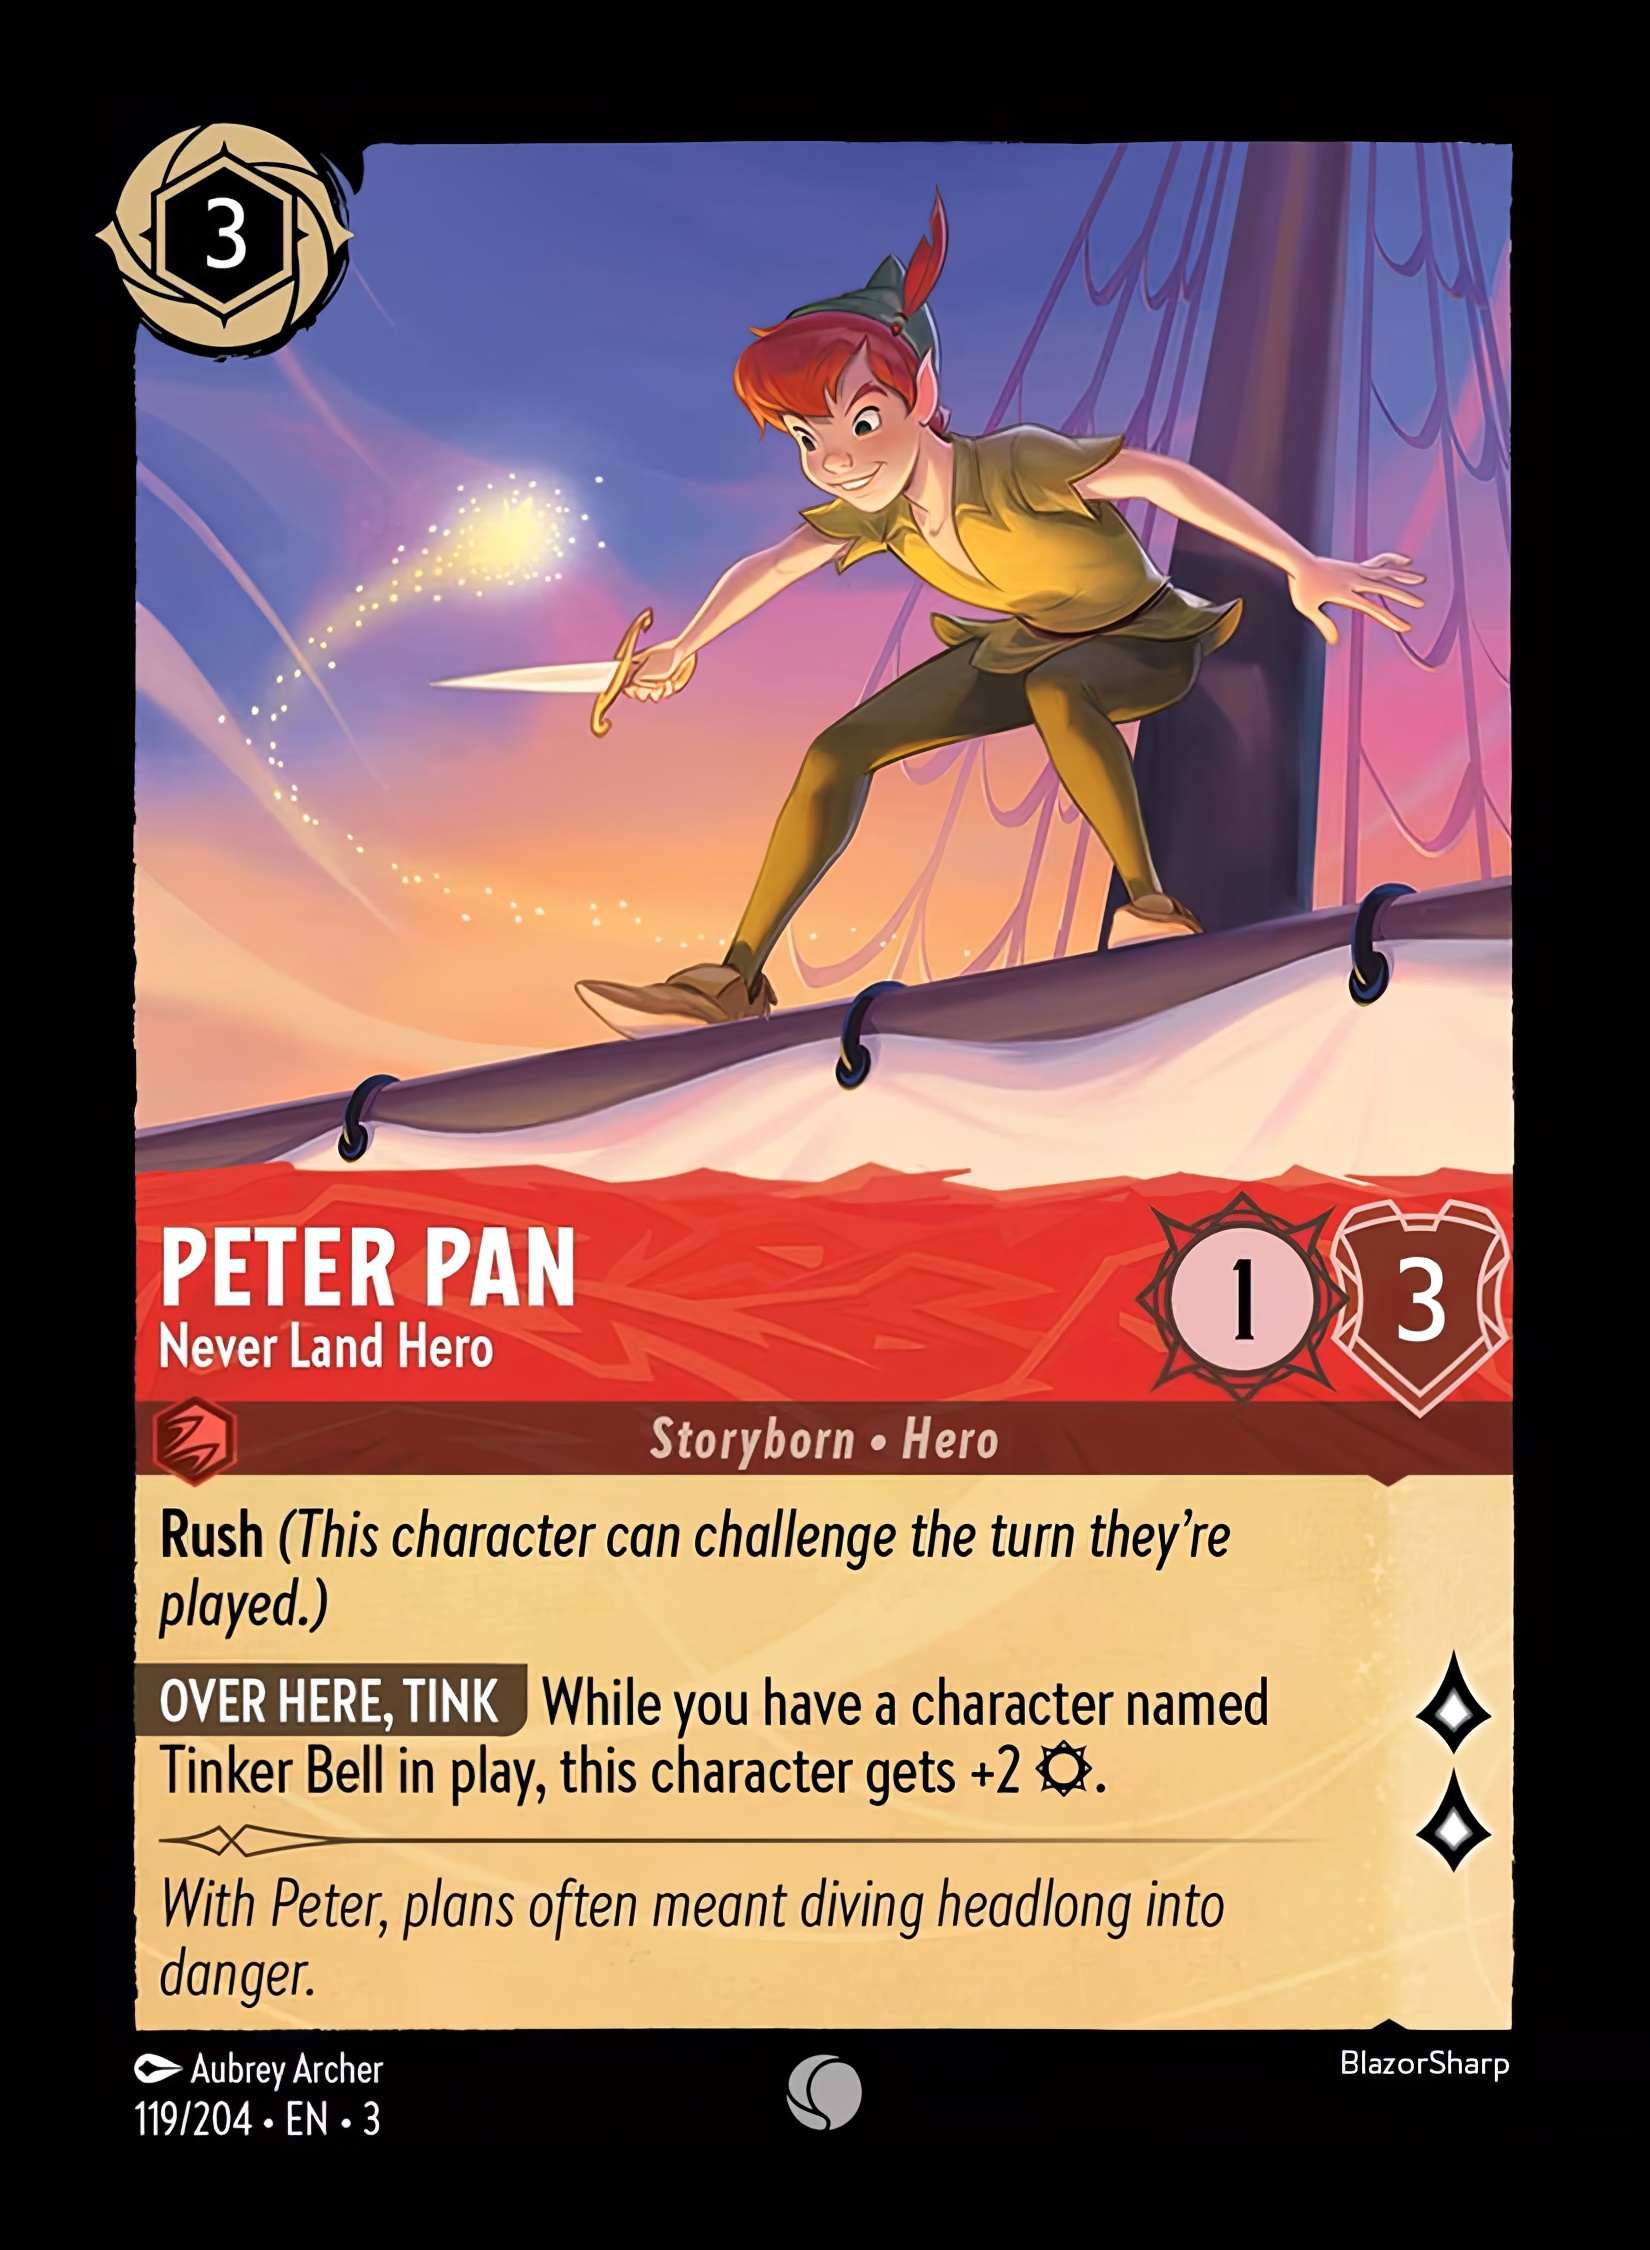 3
PETER PAN
Never Land Hero
1
3
Storyborn • Hero
Rush (This character can challenge the turn they’re
played.)
OVER HERE, TINK While you have a character named
Tinker Bell in play, this character gets +2 .
With Peter, plans often meant diving headlong into
danger.
Aubrey Archer
BlazorSharp
119/204 • EN • 3